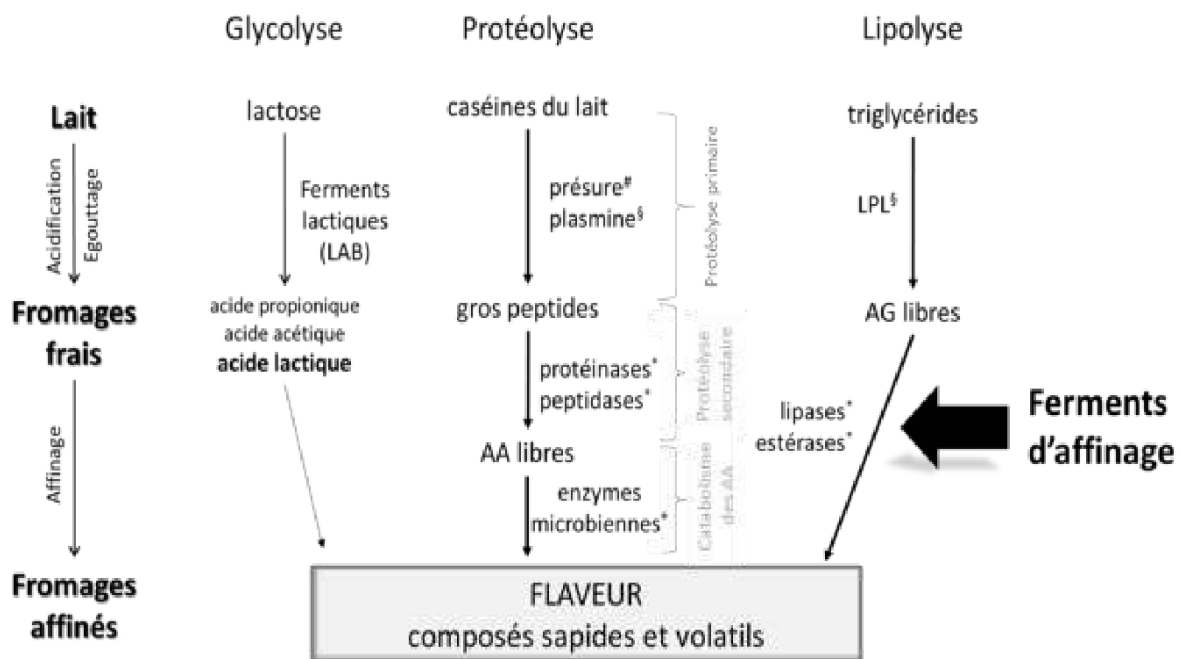 Glycolyse
Protéolyse
Lipolyse
Lait
lactose
caséines du lait
triglycérides
Acidification
Egouttage
Ferments
lactiques
(LAB)
présure#
plasmine§
Protéolyse primaire
LPL§
Fromages
frais
acide propionique
acide acétique
acide lactique
gros peptides
AG libres
Affinage
protéinases*
peptidases*
Protéolyse
secondaire
lipases*
estérases*
Ferments
d'affinage
AA libres
enzymes
microbiennes*
Catabolisme
des AA
Fromages
affinés
FLAVEUR
composés sapides et volatils